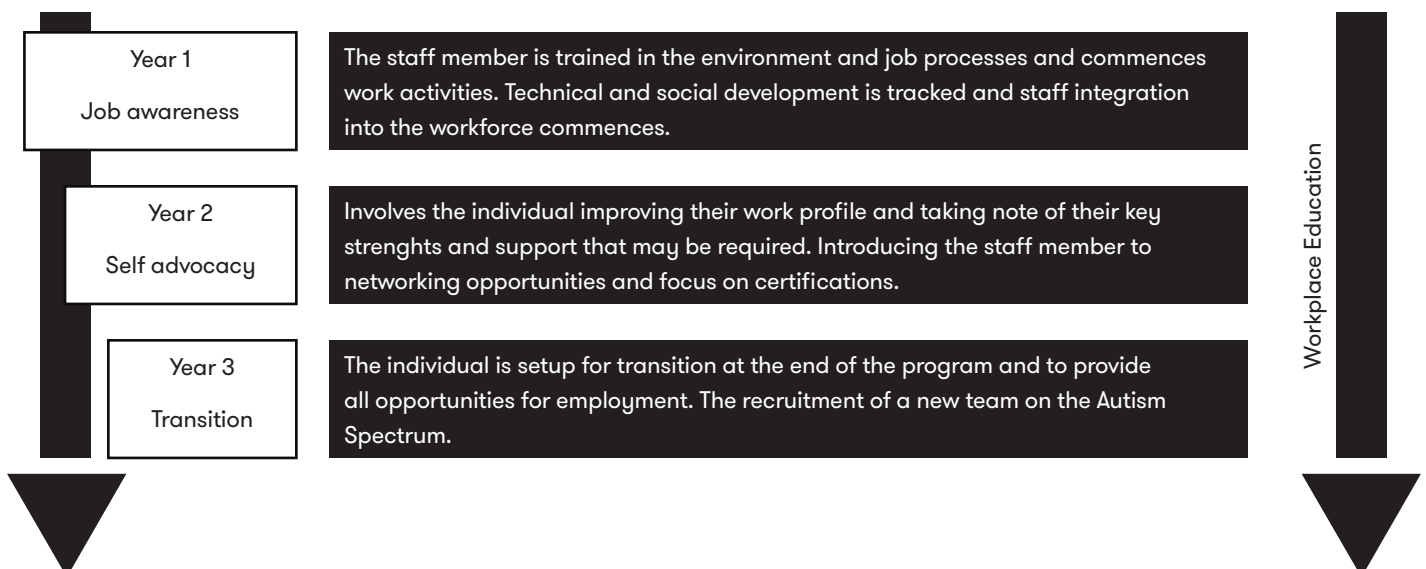 Year 1
Job awareness
The staff member is trained in the environment and job processes and commences
work activities. Technical and social development is tracked and staff integration
into the workforce commences.
Year 2
Self advocacy
Involves the individual improving their work profile and taking note of their key
strenghts and support that may be required. Introducing the staff member to
networking opportunities and focus on certifications.
Year 3
Transition
The individual is setup for transition at the end of the program and to provide
all opportunities for employment. The recruitment of a new team on the Autism
Spectrum.
Workplace Education